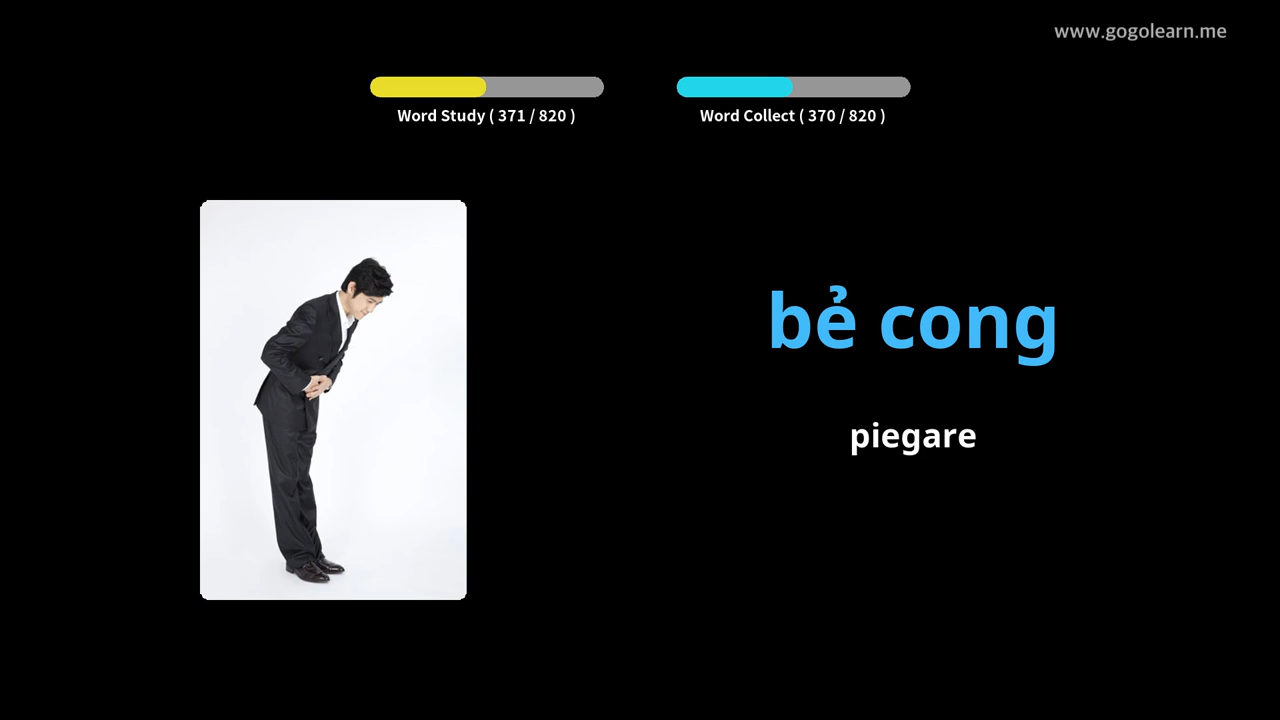 www.gogolearn.me
Word Study ( 371 / 820 )
Word Collect ( 370 / 820 )
bẻ cong
piegare